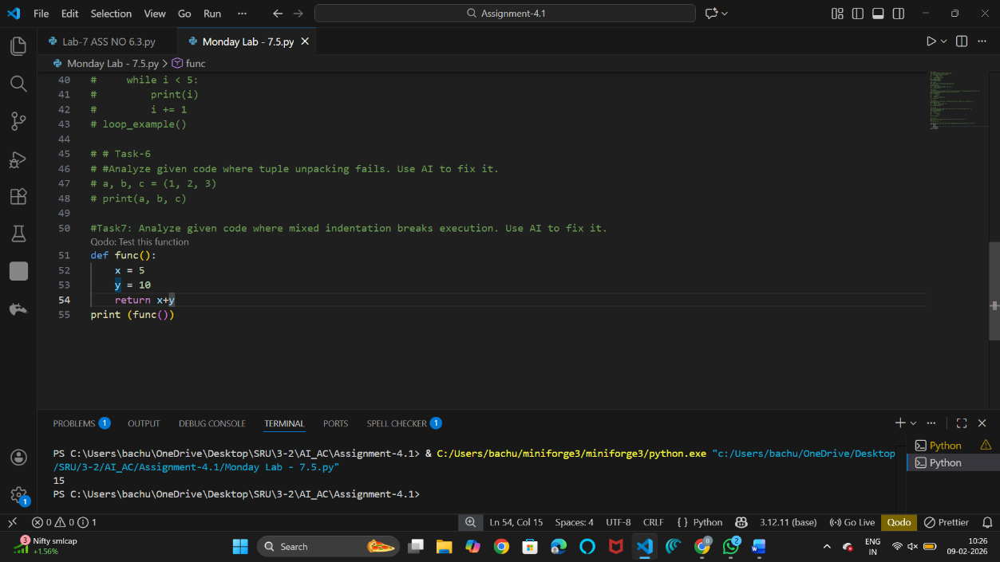 File Edit Selection View Go Run ··· Assignment-4.1
Lab-7 ASS NO 6.3.py Monday Lab - 7.5.py
Monday Lab - 7.5.py > func
40 #     while i < 5:
41 #         print(i)
42 #         i += 1
43 # loop_example()
44
45 # # Task-6
46 # #Analyze given code where tuple unpacking fails. Use AI to fix it.
47 # a, b, c = (1, 2, 3)
48 # print(a, b, c)
49
50 #Task7: Analyze given code where mixed indentation breaks execution. Use AI to fix it.
Qodo: Test this function
51 def func():
52     x = 5
53     y = 10
54     return x+y
55 print (func())
PROBLEMS 1 OUTPUT DEBUG CONSOLE TERMINAL PORTS SPELL CHECKER 1
Python
Python
PS C:\Users\bachu\OneDrive\Desktop\SRU\3-2\AI_AC\Assignment-4.1> & C:/Users/bachu/miniforge3/miniforge3/python.exe "c:/Users/bachu/OneDrive/Desktop
/SRU/3-2/AI_AC/Assignment-4.1/Monday Lab - 7.5.py"
15
PS C:\Users\bachu\OneDrive\Desktop\SRU\3-2\AI_AC\Assignment-4.1>
1
0 0 1 Ln 54, Col 15 Spaces: 4 UTF-8 CRLF { } Python 3.12.11 (base) Go Live Qodo Prettier
3 Nifty smlcap
+1.56%
Search
8
2
ENG
IN
10:26
09-02-2026